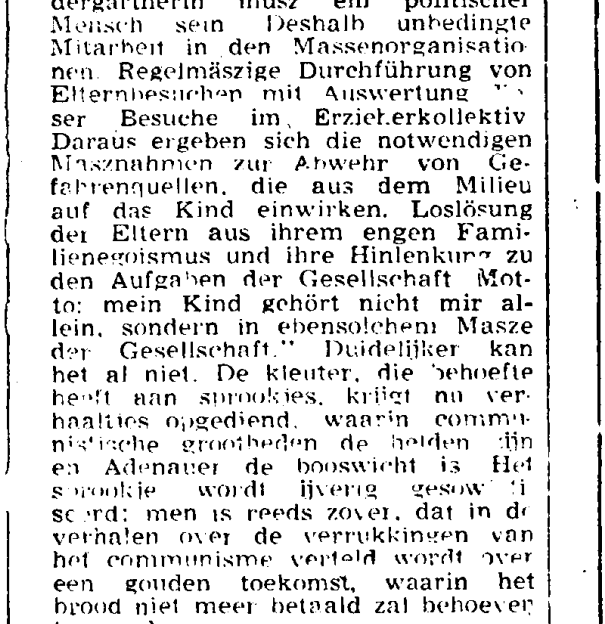 dergärtnerin musz ein politischer
Mensch sein Deshalb unbedingte
Mitarbeit in den Massenorganisatio-
nen. Regelmäszige Durchführung von
Elternbesuchen mit Auswertung
ser Besuche im Erzieherkollektiv
Daraus ergeben sich die notwendigen
Masznahmen zur Abwehr von Ge-
fahrenquellen, die aus dem Milieu
auf das Kind einwirken. Loslösung
der Eltern aus ihrem engen Fami-
lienegoismus und ihre Hinlenkung zu
den Aufgaben der Gesellschaft Mot-
to: mein Kind gehört nicht mir al-
lein, sondern in ebensolchem Masze
der Gesellschaft." Duidelijker kan
het al niet. De kleuter, die behoefte
heeft aan sprookjes, krijgt nu ver-
haaltjes opgediend, waarin commu-
nistische grootheden de helden zijn
en Adenauer de booswicht is Het
sprookje wordt ijverig
men is reeds zover, dat in de
verhalen over de verrukkingen van
het communisme verteld wordt over
een gouden toekomst, waarin het
brood niet meer betaald zal behoeven